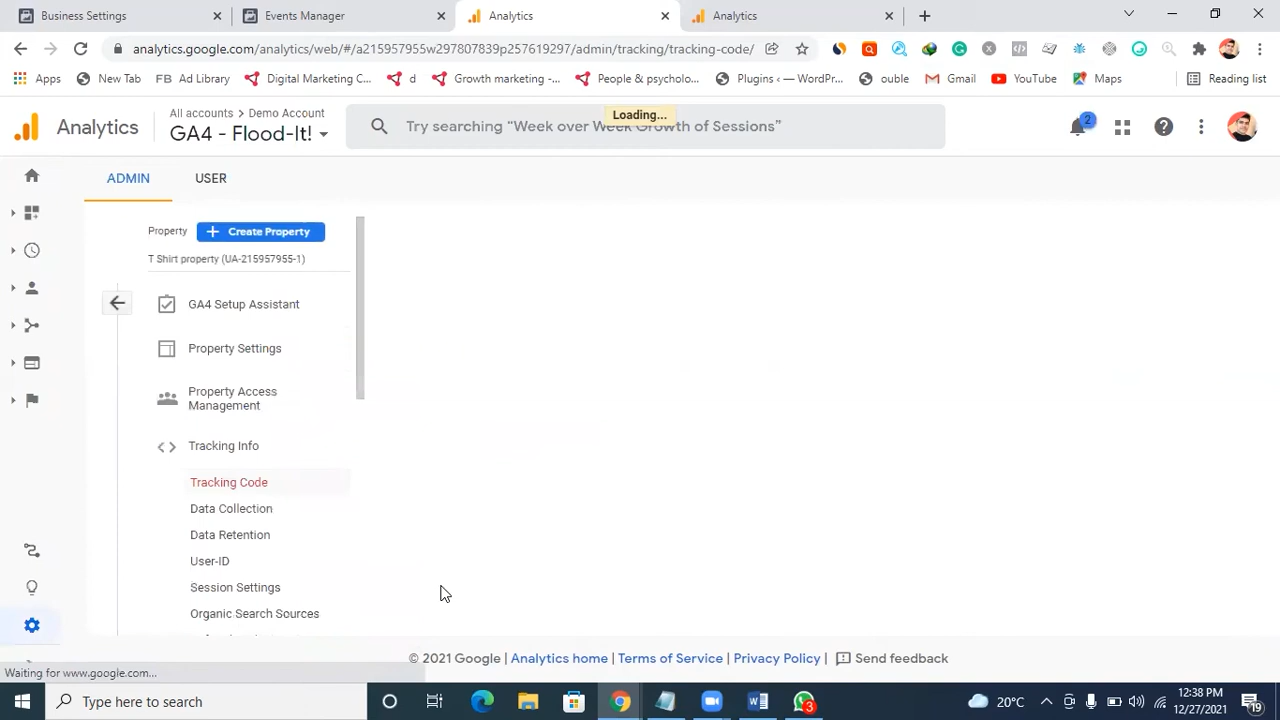 Business Settings
Events Manager
Analytics
Analytics
analytics.google.com/analytics/web/#/a215957955w297807839p257619297/admin/tracking/tracking-code/
Apps
New Tab
FB Ad Library
Digital Marketing C...
d
Growth marketing -...
People & psycholo...
Plugins ‹ — WordPr...
ouble
Gmail
YouTube
Maps
Reading list
Analytics
All accounts > Demo Account
GA4 - Flood-It!
Loading...
Try searching “Week over Week Growth of Sessions”
2
ADMIN
USER
Property
+ Create Property
T Shirt property (UA-215957955-1)
GA4 Setup Assistant
Property Settings
Property Access
Management
Tracking Info
Tracking Code
Data Collection
Data Retention
User-ID
Session Settings
Organic Search Sources
© 2021 Google | Analytics home | Terms of Service | Privacy Policy | Send feedback
Waiting for www.google.com...
Type here to search
3
20°C
12:38 PM
12/27/2021
19